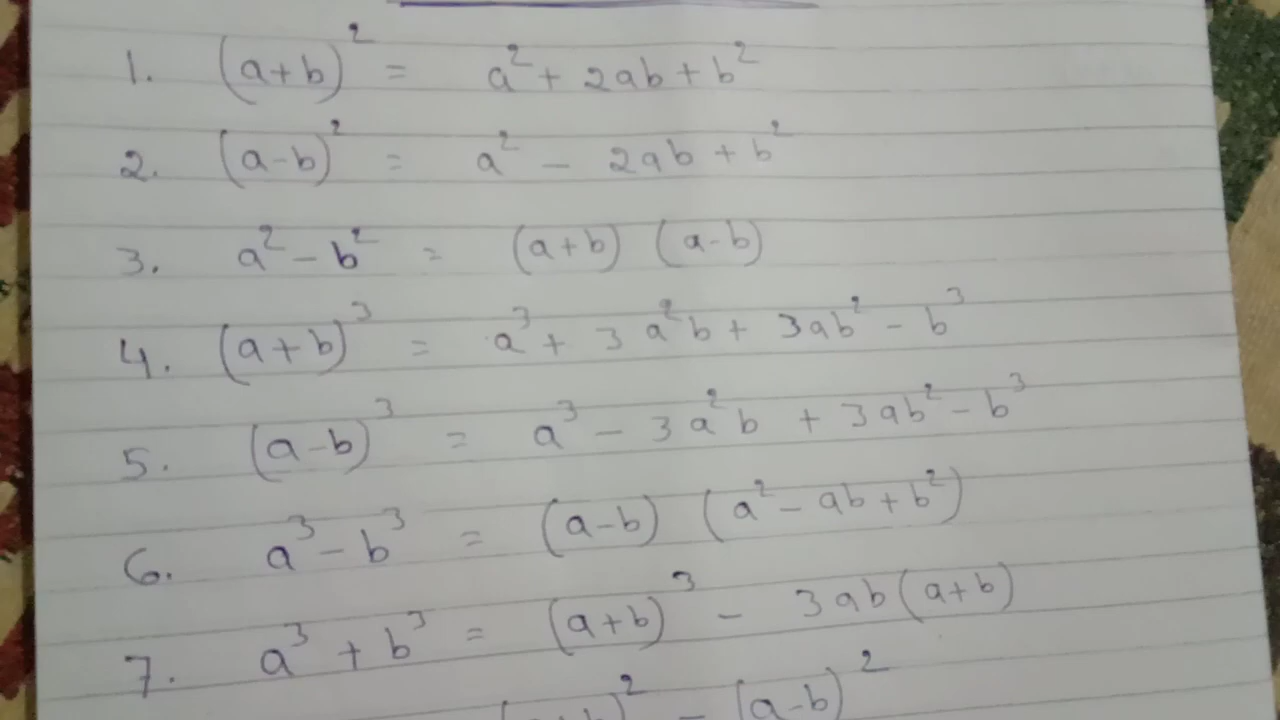 1. (a+b)² = a² + 2ab + b²
2. (a-b)² = a² - 2ab + b²
3. a² - b² = (a+b) (a-b)
4. (a+b)³ = a³ + 3a²b + 3ab² - b³
5. (a-b)³ = a³ - 3a²b + 3ab² - b³
6. a³ - b³ = (a-b) (a² - ab + b²)
7. a³ + b³ = (a+b)³ - 3ab(a+b)
² - (a-b)²